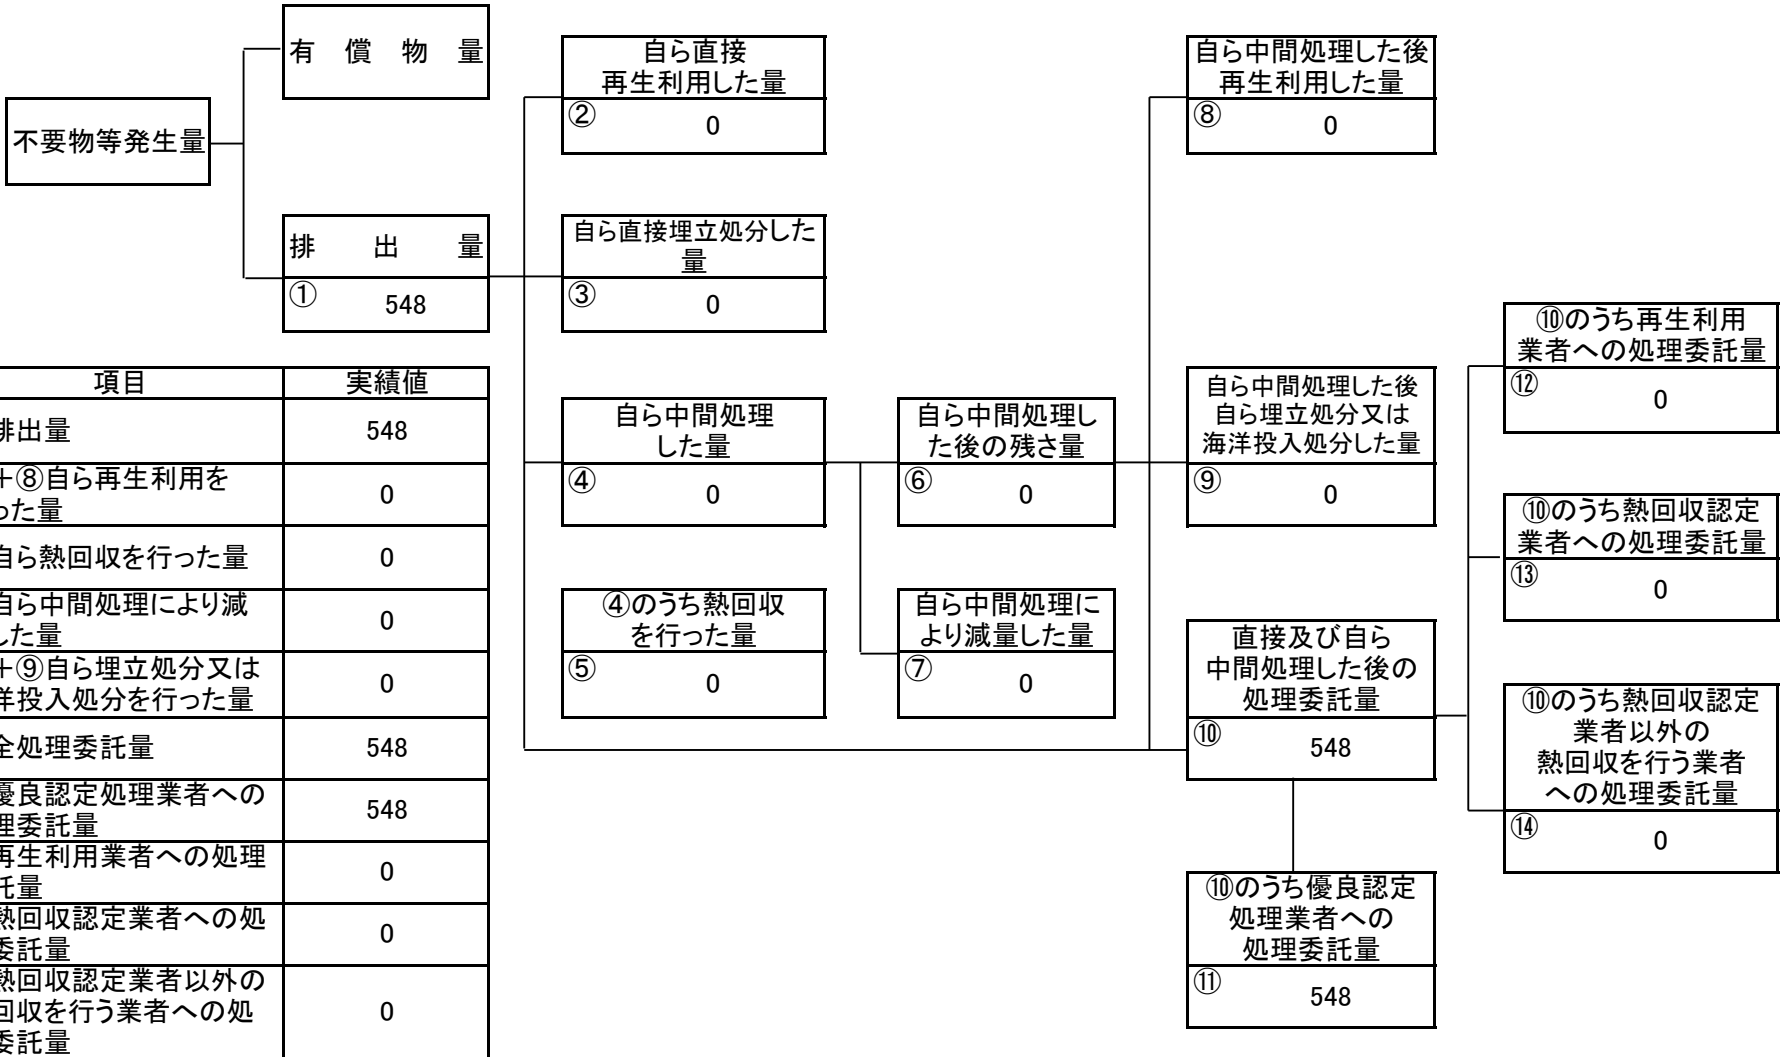 有 償 物 量
不要物等発生量
排 出 量
① 548
自ら直接
再生利用した量
② 0
自ら直接埋立処分した
量
③ 0
自ら中間処理
した量
④ 0
④のうち熱回収
を行った量
⑤ 0
自ら中間処理し
た後の残さ量
⑥ 0
自ら中間処理に
より減量した量
⑦ 0
自ら中間処理した後
再生利用した量
⑧ 0
自ら中間処理した後
自ら埋立処分又は
海洋投入処分した量
⑨ 0
直接及び自ら
中間処理した後の
処理委託量
⑩ 548
⑩のうち優良認定
処理業者への
処理委託量
⑪ 548
⑩のうち再生利用
業者への処理委託量
⑫ 0
⑩のうち熱回収認定
業者への処理委託量
⑬ 0
⑩のうち熱回収認定
業者以外の
熱回収を行う業者
への処理委託量
⑭ 0
項目 実績値
排出量 548
+⑧自ら再生利用を
った量 0
自ら熱回収を行った量 0
自ら中間処理により減
した量 0
+⑨自ら埋立処分又は
洋投入処分を行った量 0
全処理委託量 548
優良認定処理業者への
理委託量 548
再生利用業者への処理
託量 0
熱回収認定業者への処
委託量 0
熱回収認定業者以外の
回収を行う業者への処
委託量 0